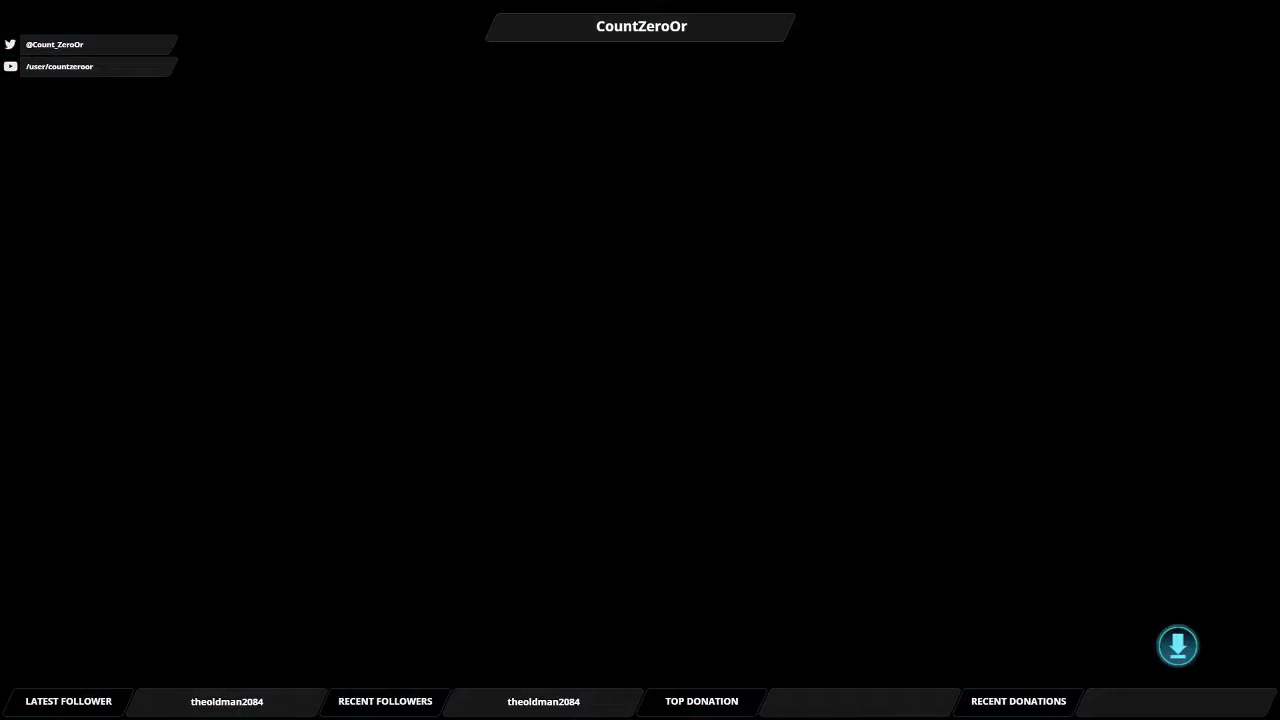 CountZeroOr
@Count_ZeroOr
/user/countzeroor
LATEST FOLLOWER theoldman2084 RECENT FOLLOWERS theoldman2084 TOP DONATION RECENT DONATIONS